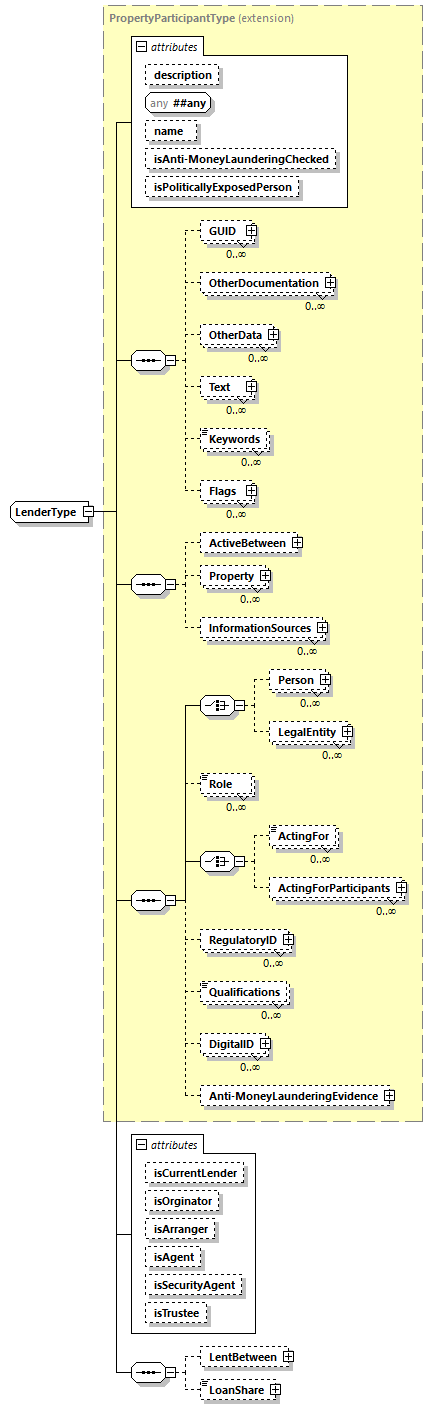 PropertyParticipantType (extension)
attributes
description
any ##any
name
isAnti-MoneyLaunderingChecked
isPoliticallyExposedPerson
GUID
0..∞
OtherDocumentation
0..∞
OtherData
0..∞
Text
0..∞
Keywords
0..∞
Flags
0..∞
LenderType
ActiveBetween
Property
0..∞
InformationSources
0..∞
Person
0..∞
LegalEntity
0..∞
Role
0..∞
ActingFor
0..∞
ActingForParticipants
0..∞
RegulatoryID
0..∞
Qualifications
0..∞
DigitalID
0..∞
Anti-MoneyLaunderingEvidence
attributes
isCurrentLender
isOrginator
isArranger
isAgent
isSecurityAgent
isTrustee
LentBetween
LoanShare